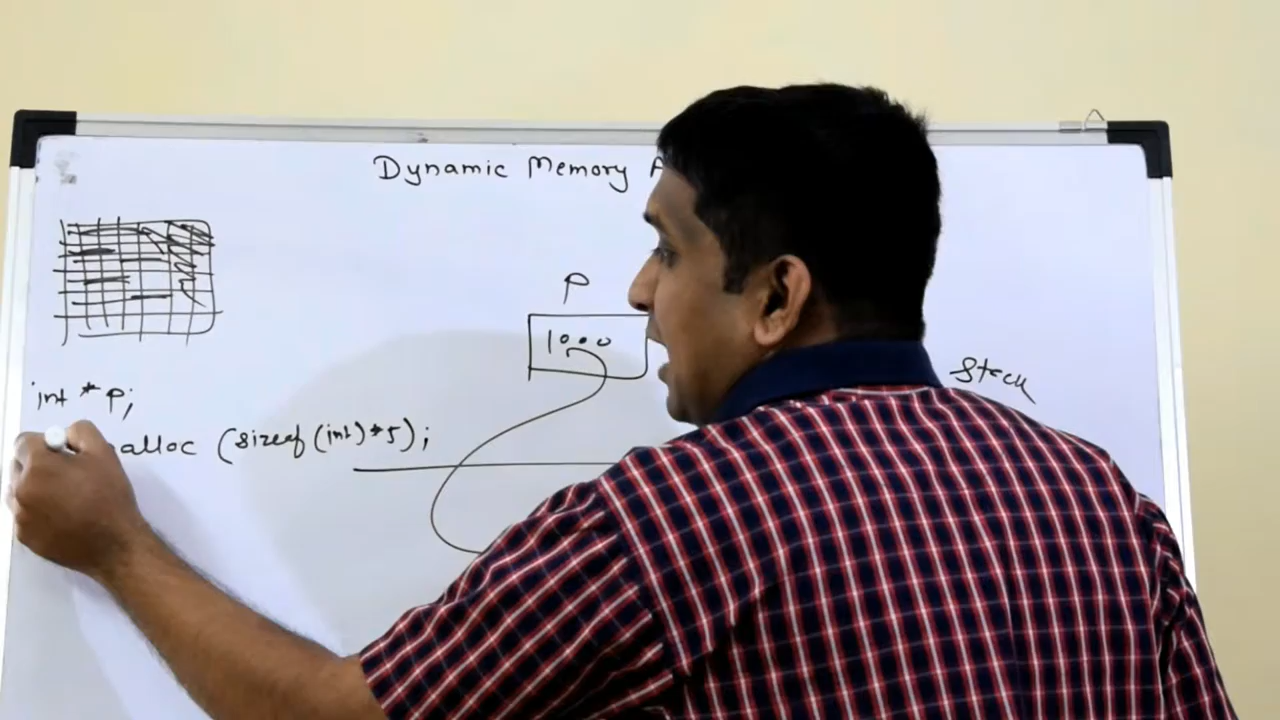 Dynamic Memory
P
1000
Stack
int *p;
alloc (sizeof(int)*5);